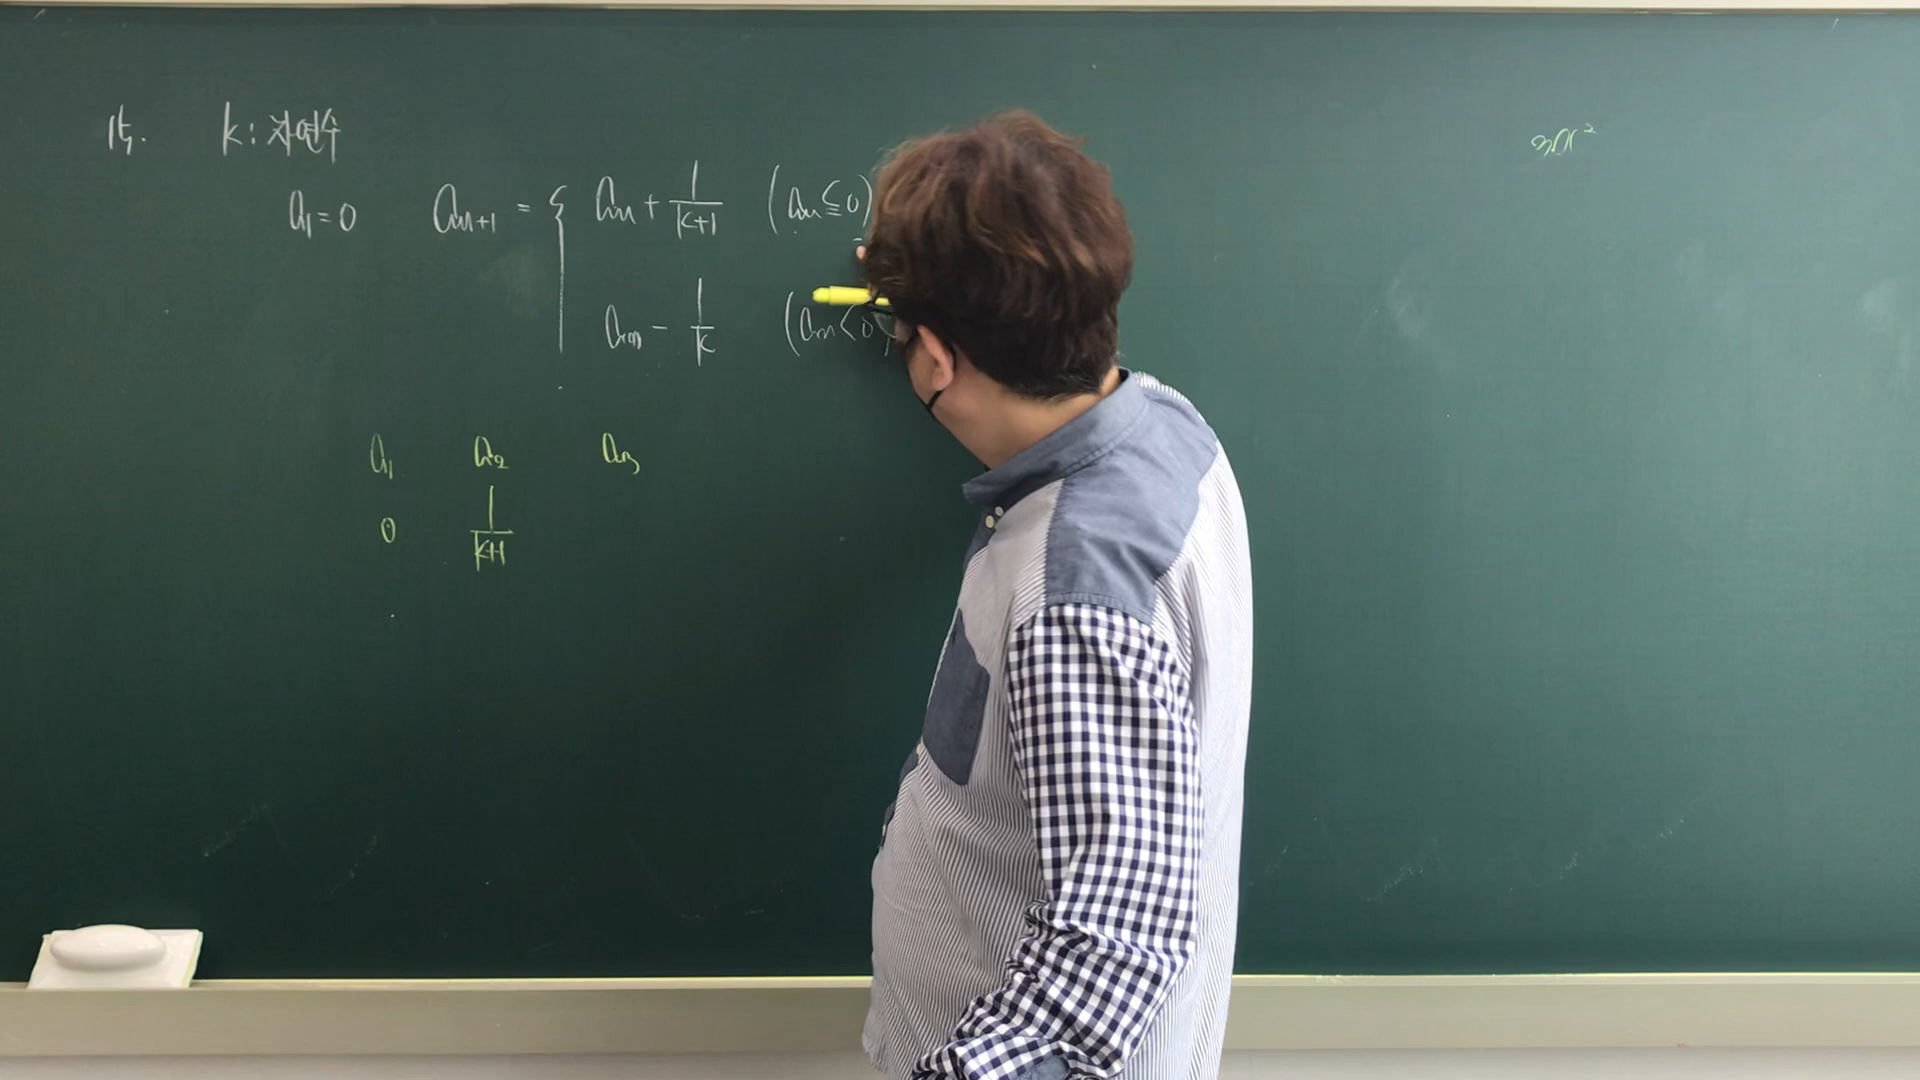 15. k: 자연수
a₁=0 aₙ₊₁ = { aₙ + 1/(k+1) (aₙ≦0)
aₙ - 1/k (aₙ<0)
a₁ a₂ a₃
0 1/(k+1)